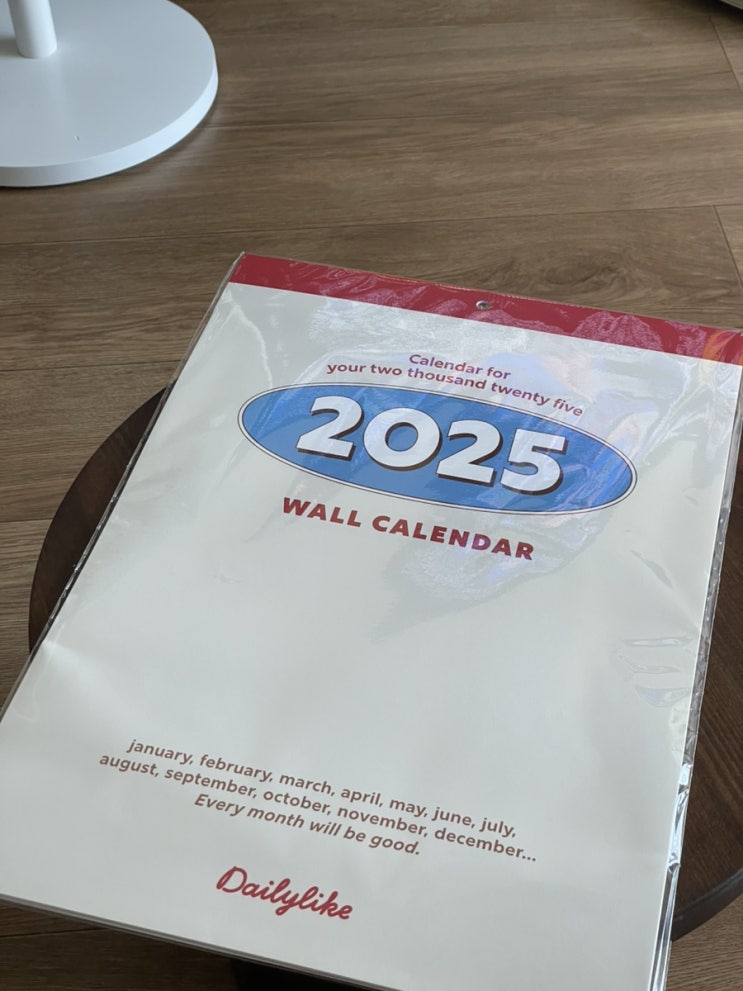 Calendar for
your two thousand twenty five
2025
WALL CALENDAR
january, february, march, april, may, june, july,
august, september, october, november, december...
Every month will be good.
Dailylike